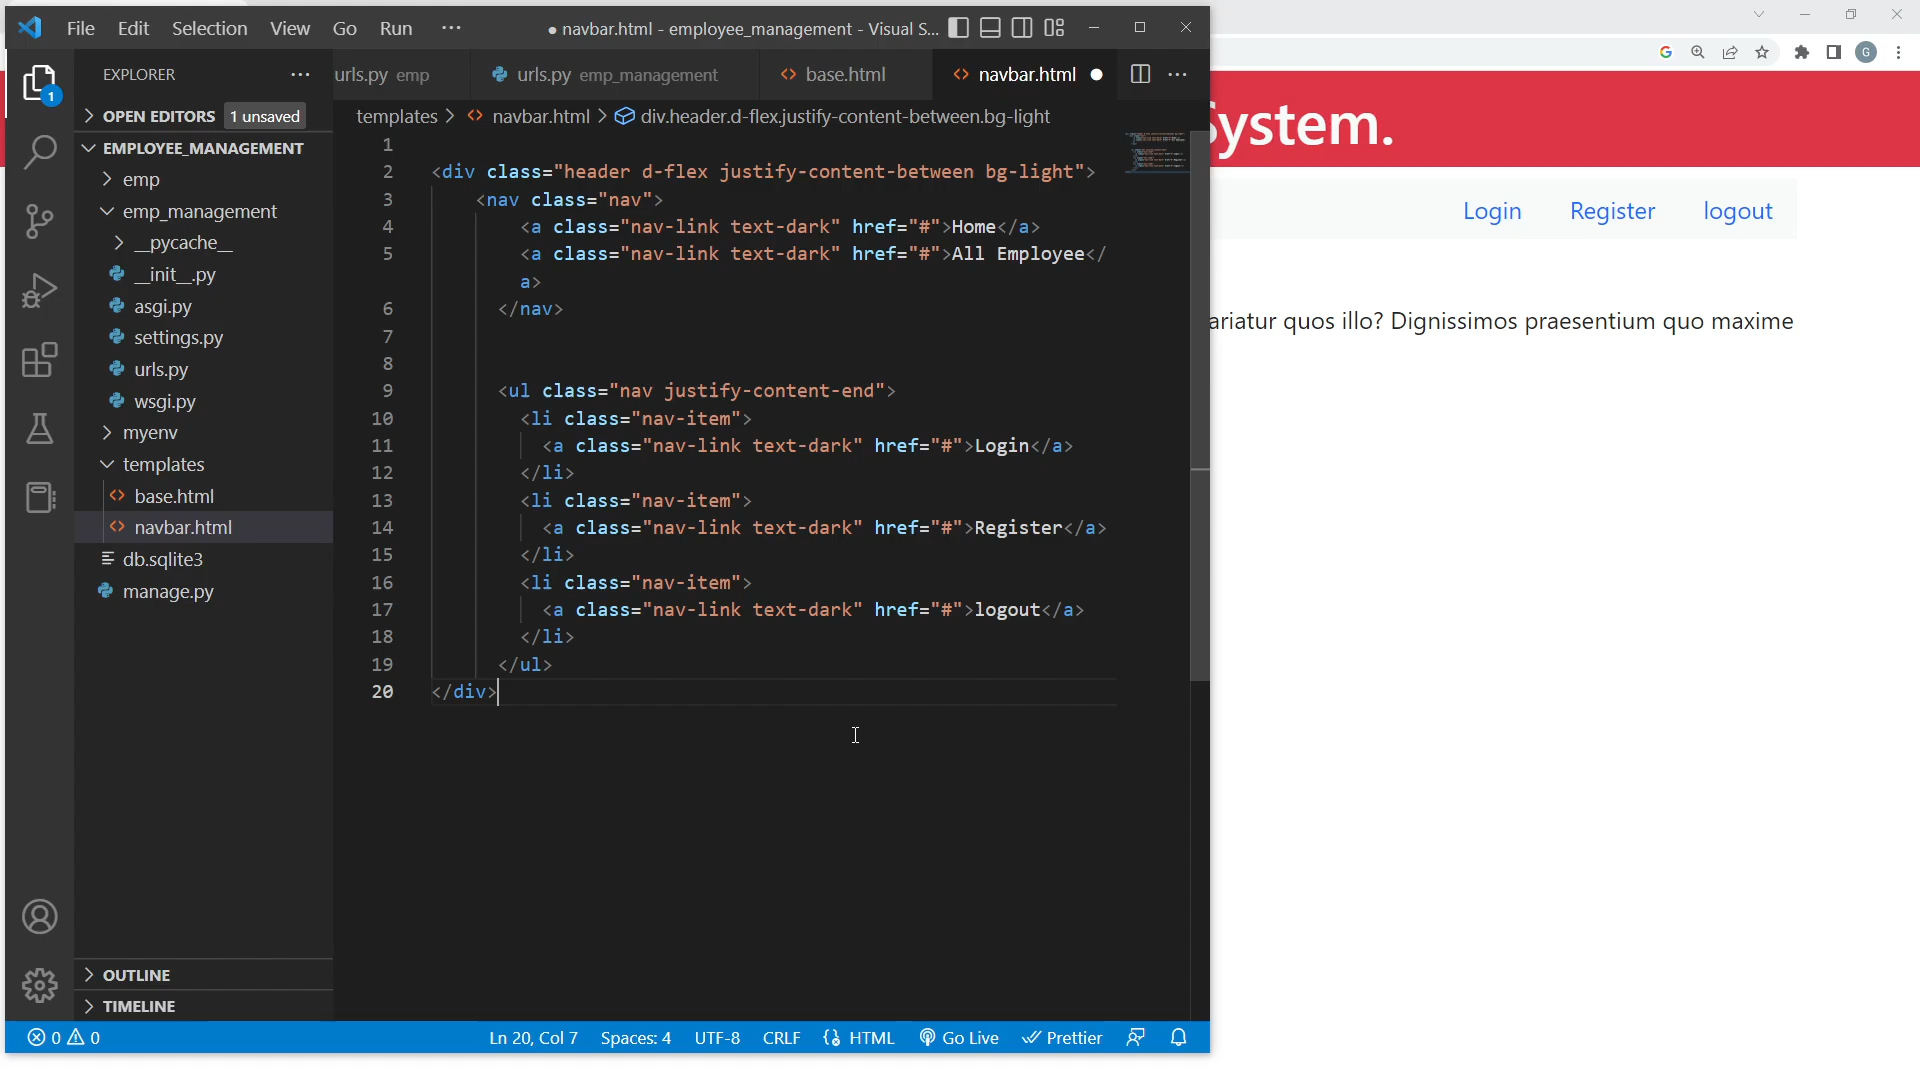 File Edit Selection View Go Run ··· ● navbar.html - employee_management - Visual S...
EXPLORER ···
urls.py emp urls.py emp_management <> base.html <> navbar.html ● ···
1
OPEN EDITORS 1 unsaved
templates > <> navbar.html > div.header.d-flex.justify-content-between.bg-light
EMPLOYEE_MANAGEMENT
emp
emp_management
__pycache__
__init__.py
asgi.py
settings.py
urls.py
wsgi.py
myenv
templates
<> base.html
<> navbar.html
db.sqlite3
manage.py
OUTLINE
TIMELINE
1
2 <div class="header d-flex justify-content-between bg-light">
3 <nav class="nav">
4 <a class="nav-link text-dark" href="#">Home</a>
5 <a class="nav-link text-dark" href="#">All Employee</
a>
6 </nav>
7
8
9 <ul class="nav justify-content-end">
10 <li class="nav-item">
11 <a class="nav-link text-dark" href="#">Login</a>
12 </li>
13 <li class="nav-item">
14 <a class="nav-link text-dark" href="#">Register</a>
15 </li>
16 <li class="nav-item">
17 <a class="nav-link text-dark" href="#">logout</a>
18 </li>
19 </ul>
20 </div>
0 0 Ln 20, Col 7 Spaces: 4 UTF-8 CRLF HTML Go Live Prettier
G G
System.
Login Register logout
ariatur quos illo? Dignissimos praesentium quo maxime